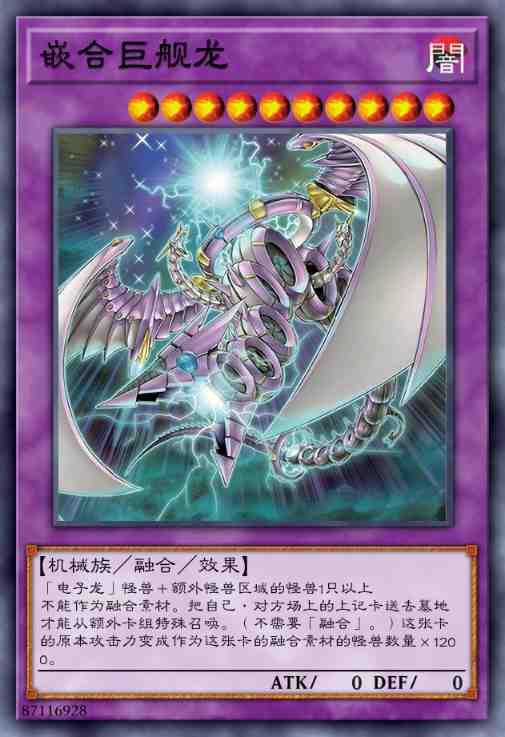 嵌合巨舰龙
闇
【机械族／融合／效果】
「电子龙」怪兽＋额外怪兽区域的怪兽1只以上
不能作为融合素材。把自己·对方场上的上记卡送去墓地
才能从额外卡组特殊召唤。（不需要「融合」。）这张卡
的原本攻击力变成作为这张卡的融合素材的怪兽数量×120
0。
ATK/ 0 DEF/ 0
87116928